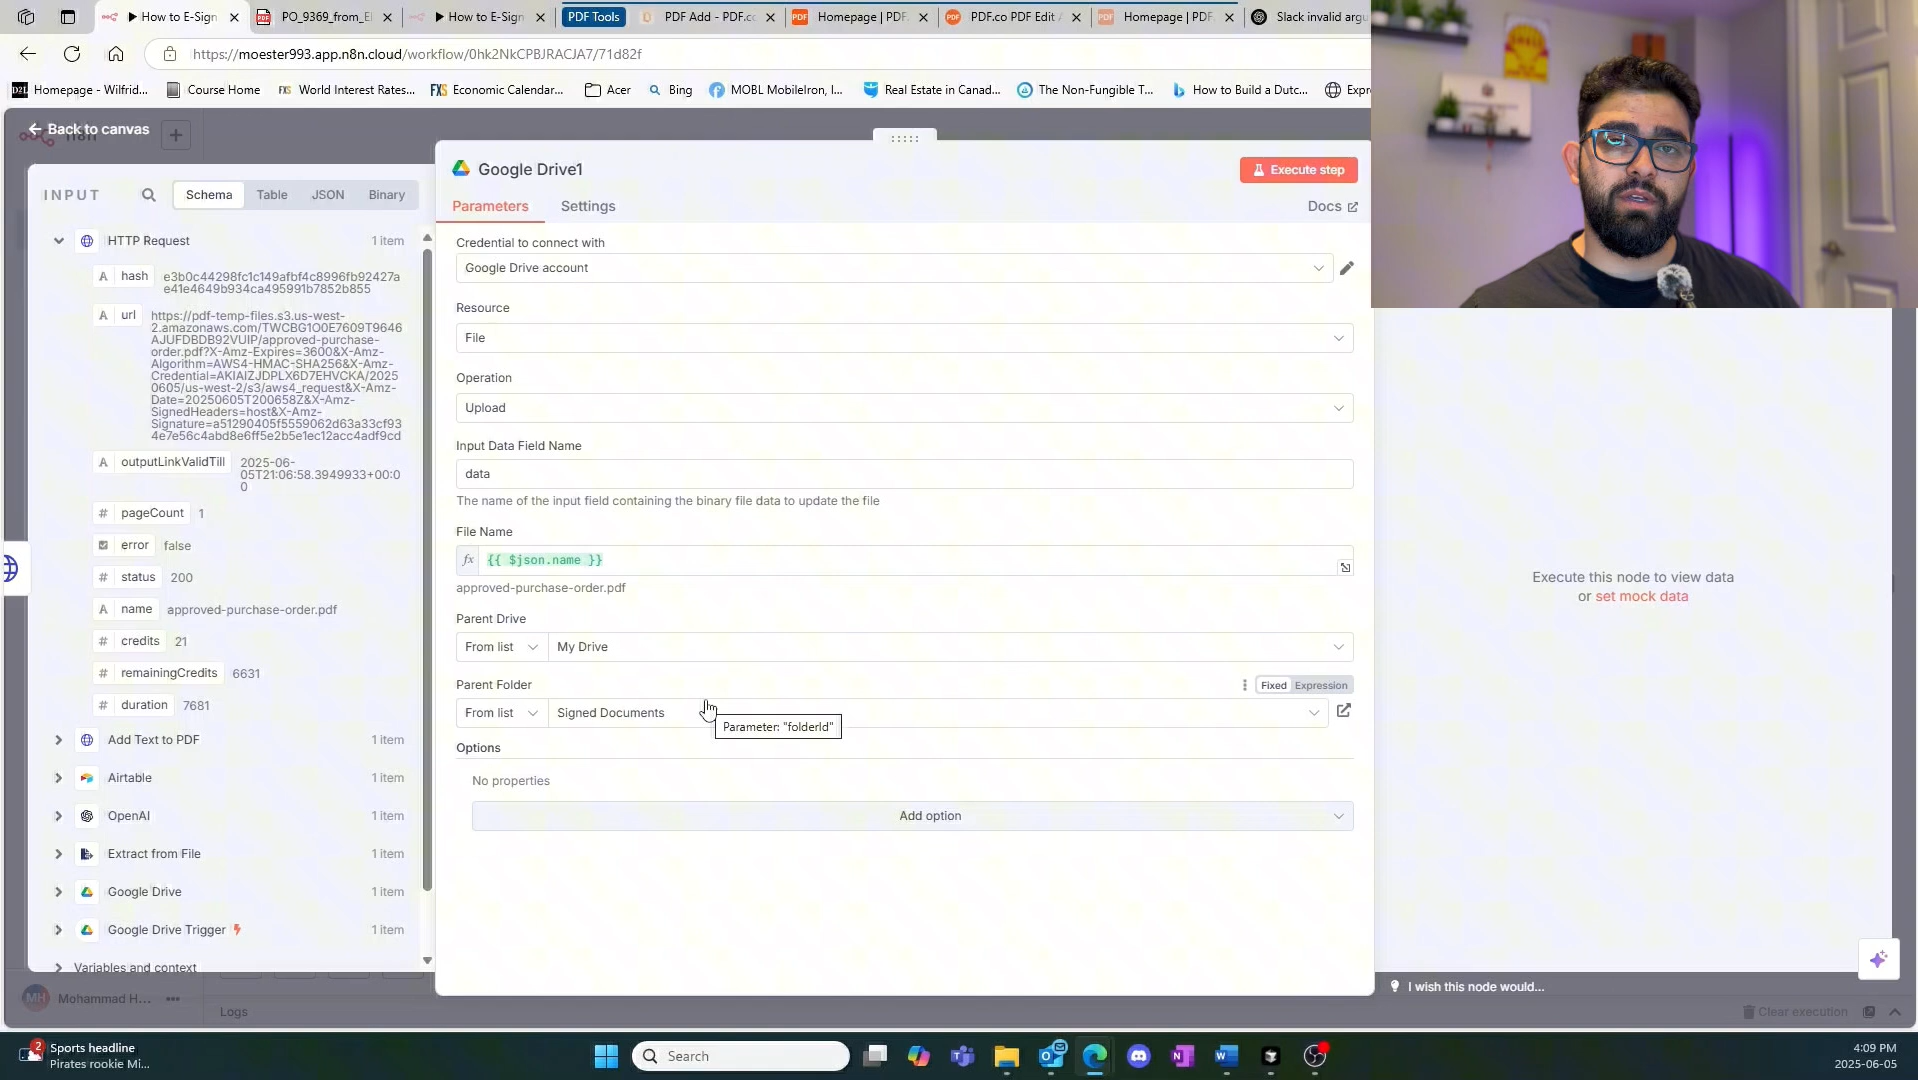 How to E-Sign
PO_9369_from_E
How to E-Sign
PDF Tools
PDF Add - PDF.c
Homepage | PDF.
PDF.co PDF Edit
Homepage | PDF.
Slack invalid argu
https://moester993.app.n8n.cloud/workflow/0hk2NkCPBJRACJA7/71d82f
D2L Homepage - Wilfrid...
Course Home
FXS World Interest Rates...
FXS Economic Calendar...
Acer
Bing
MOBL MobileIron, I...
Real Estate in Canad...
The Non-Fungible T...
How to Build a Dutc...
Expr
Back to canvas
INPUT
Schema
Table
JSON
Binary
HTTP Request
1 item
A hash e3b0c44298fc1c149afbf4c8996fb92427a
e41e4649b934ca495991b7852b855
A url https://pdf-temp-files.s3.us-west-
2.amazonaws.com/TWCBG1O0E7609T9646
AJUFDBDB92VUIP/approved-purchase-
order.pdf?X-Amz-Expires=3600&X-Amz-
Algorithm=AWS4-HMAC-SHA256&X-Amz-
Credential=AKIAIZJDPLX6D7EHVCKA/2025
0605/us-west-2/s3/aws4_request&X-Amz-
Date=20250605T200658Z&X-Amz-
SignedHeaders=host&X-Amz-
Signature=a51290405f5559062d63a33cf93
4e7e56c4abd8e6ff5e2b5e1ec12acc4adf9cd
A outputLinkValidTill 2025-06-
05T21:06:58.3949933+00:0
0
# pageCount 1
error false
# status 200
A name approved-purchase-order.pdf
# credits 21
# remainingCredits 6631
# duration 7681
Add Text to PDF 1 item
Airtable 1 item
OpenAI 1 item
Extract from File 1 item
Google Drive 1 item
Google Drive Trigger 1 item
Variables and context
Google Drive1
Execute step
Parameters
Settings
Docs
Credential to connect with
Google Drive account
Resource
File
Operation
Upload
Input Data Field Name
data
The name of the input field containing the binary file data to update the file
File Name
fx {{ $json.name }}
approved-purchase-order.pdf
Parent Drive
From list My Drive
Parent Folder
Fixed Expression
From list Signed Documents
Parameter: "folderId"
Options
No properties
Add option
Execute this node to view data
or set mock data
I wish this node would...
MH Mohammad H...
Logs
Clear execution
2
Sports headline
Pirates rookie Mi...
Search
4:09 PM
2025-06-05